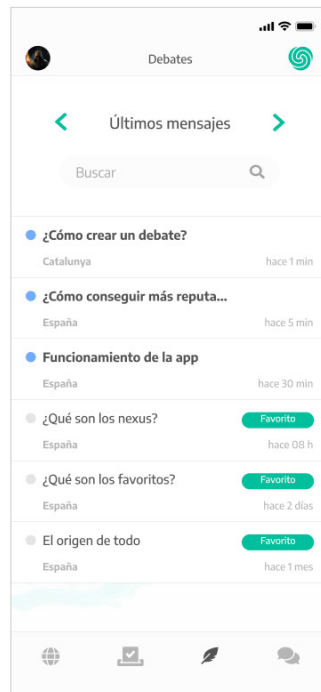 Debates
Últimos mensajes
Buscar
¿Cómo crear un debate?
Catalunya hace 1 min
¿Cómo conseguir más reputa...
España hace 5 min
Funcionamiento de la app
España hace 30 min
¿Qué son los nexus? Favorito
España hace 08 h
¿Qué son los favoritos? Favorito
España hace 2 días
El origen de todo Favorito
España hace 1 mes